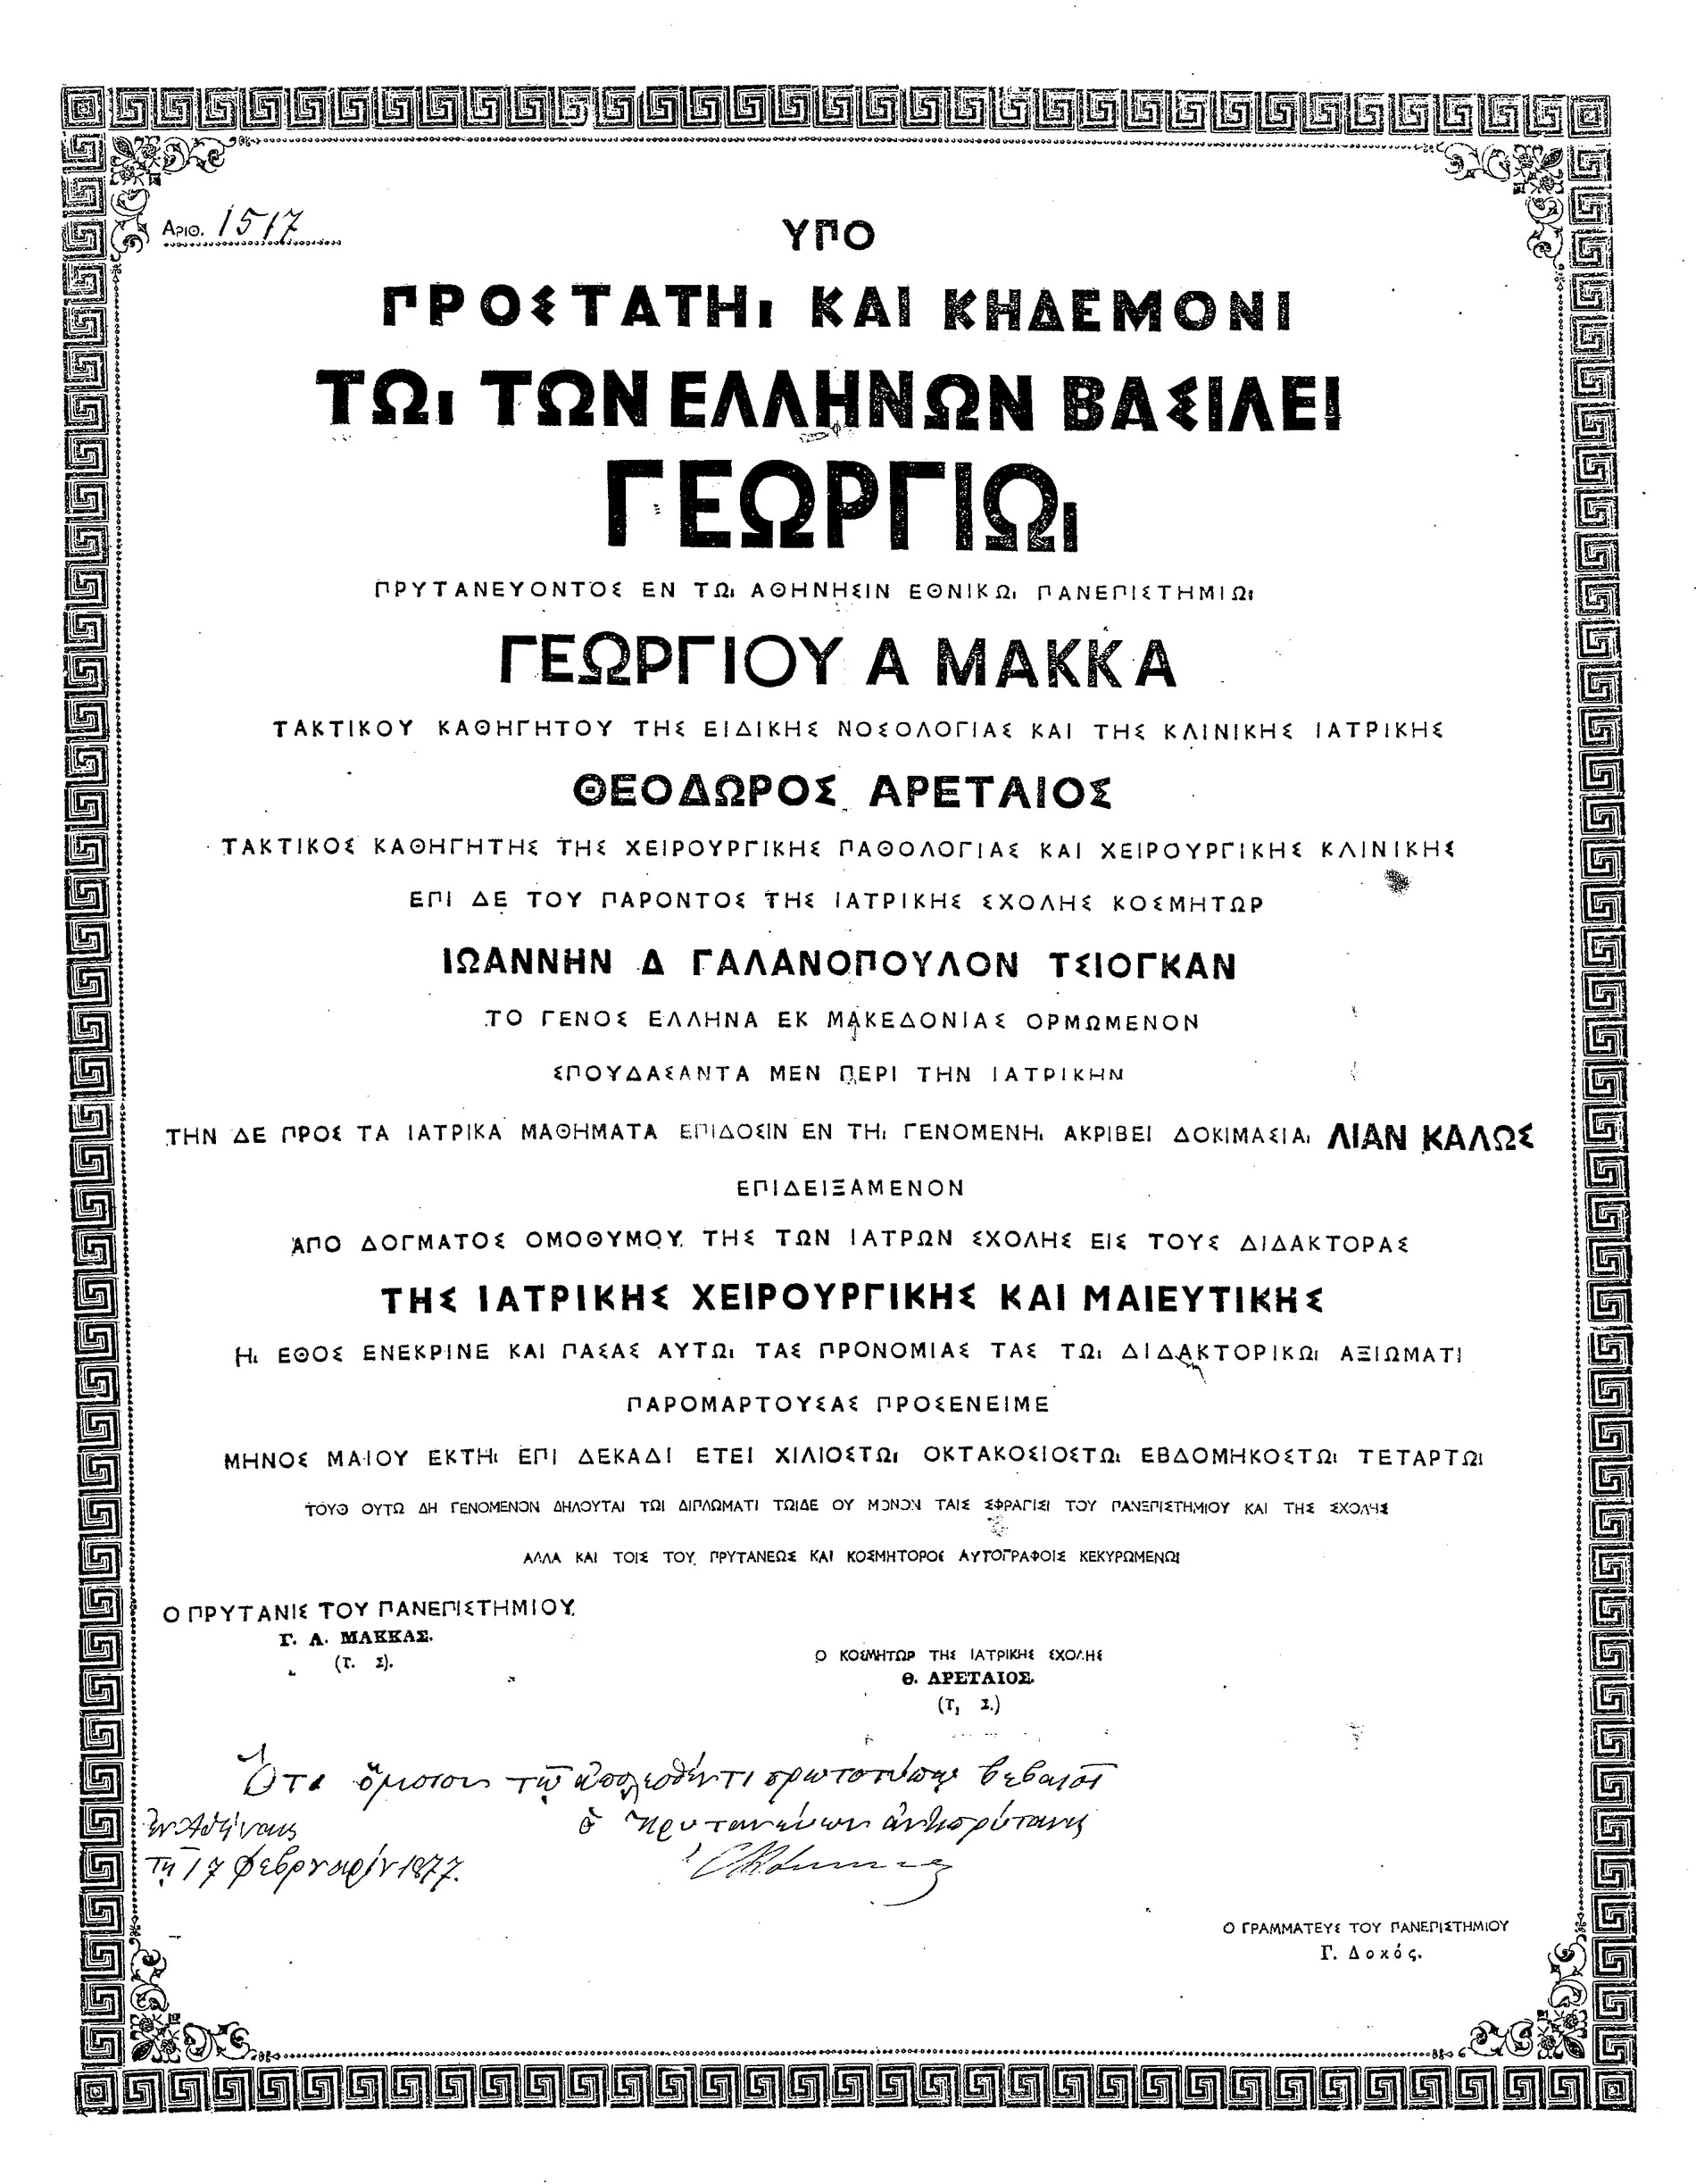 ΑΡΙΘ. 1517
ΥΠΟ
ΠΡΟΣΤΑΤΗΙ ΚΑΙ ΚΗΔΕΜΟΝΙ
ΤΩΙ ΤΩΝ ΕΛΛΗΝΩΝ ΒΑΣΙΛΕΙ
ΓΕΩΡΓΙΩΙ
ΠΡΥΤΑΝΕΥΟΝΤΟΣ ΕΝ ΤΩΙ ΑΘΗΝΗΣΙΝ ΕΘΝΙΚΩΙ ΠΑΝΕΠΙΣΤΗΜΙΩΙ
ΓΕΩΡΓΙΟΥ Α ΜΑΚΚΑ
ΤΑΚΤΙΚΟΥ ΚΑΘΗΓΗΤΟΥ ΤΗΣ ΕΙΔΙΚΗΣ ΝΟΣΟΛΟΓΙΑΣ ΚΑΙ ΤΗΣ ΚΛΙΝΙΚΗΣ ΙΑΤΡΙΚΗΣ
ΘΕΟΔΩΡΟΣ ΑΡΕΤΑΙΟΣ
ΤΑΚΤΙΚΟΣ ΚΑΘΗΓΗΤΗΣ ΤΗΣ ΧΕΙΡΟΥΡΓΙΚΗΣ ΠΑΘΟΛΟΓΙΑΣ ΚΑΙ ΧΕΙΡΟΥΡΓΙΚΗΣ ΚΛΙΝΙΚΗΣ
ΕΠΙ ΔΕ ΤΟΥ ΠΑΡΟΝΤΟΣ ΤΗΣ ΙΑΤΡΙΚΗΣ ΣΧΟΛΗΣ ΚΟΣΜΗΤΩΡ
ΙΩΑΝΝΗΝ Δ ΓΑΛΑΝΟΠΟΥΛΟΝ ΤΣΙΟΓΚΑΝ
ΤΟ ΓΕΝΟΣ ΕΛΛΗΝΑ ΕΚ ΜΑΚΕΔΟΝΙΑΣ ΟΡΜΩΜΕΝΟΝ
ΣΠΟΥΔΑΣΑΝΤΑ ΜΕΝ ΠΕΡΙ ΤΗΝ ΙΑΤΡΙΚΗΝ
ΤΗΝ ΔΕ ΠΡΟΣ ΤΑ ΙΑΤΡΙΚΑ ΜΑΘΗΜΑΤΑ ΕΠΙΔΟΣΙΝ ΕΝ ΤΗΙ ΓΕΝΟΜΕΝΗΙ ΑΚΡΙΒΕΙ ΔΟΚΙΜΑΣΙΑΙ ΛΙΑΝ ΚΑΛΩΣ
ΕΠΙΔΕΙΞΑΜΕΝΟΝ
ΑΠΟ ΔΟΓΜΑΤΟΣ ΟΜΟΘΥΜΟΥ ΤΗΣ ΤΩΝ ΙΑΤΡΩΝ ΣΧΟΛΗΣ ΕΙΣ ΤΟΥΣ ΔΙΔΑΚΤΟΡΑΣ
ΤΗΣ ΙΑΤΡΙΚΗΣ ΧΕΙΡΟΥΡΓΙΚΗΣ ΚΑΙ ΜΑΙΕΥΤΙΚΗΣ
ΗΙ ΕΘΟΣ ΕΝΕΚΡΙΝΕ ΚΑΙ ΠΑΣΑΣ ΑΥΤΩΙ ΤΑΣ ΠΡΟΝΟΜΙΑΣ ΤΑΣ ΤΩΙ ΔΙΔΑΚΤΟΡΙΚΩΙ ΑΞΙΩΜΑΤΙ
ΠΑΡΟΜΑΡΤΟΥΣΑΣ ΠΡΟΣΕΝΕΙΜΕ
ΜΗΝΟΣ ΜΑΙΟΥ ΕΚΤΗΙ ΕΠΙ ΔΕΚΑΔΙ ΕΤΕΙ ΧΙΛΙΟΣΤΩΙ ΟΚΤΑΚΟΣΙΟΣΤΩΙ ΕΒΔΟΜΗΚΟΣΤΩΙ ΤΕΤΑΡΤΩΙ
ΤΟΥΘ ΟΥΤΩ ΔΗ ΓΕΝΟΜΕΝΟΝ ΔΗΛΟΥΤΑΙ ΤΩΙ ΔΙΠΛΩΜΑΤΙ ΤΩΙΔΕ ΟΥ ΜΟΝΟΝ ΤΑΙΣ ΣΦΡΑΓΙΣΙ ΤΟΥ ΠΑΝΕΠΙΣΤΗΜΙΟΥ ΚΑΙ ΤΗΣ ΣΧΟΛΗΣ
ΑΛΛΑ ΚΑΙ ΤΟΙΣ ΤΟΥ ΠΡΥΤΑΝΕΩΣ ΚΑΙ ΚΟΣΜΗΤΟΡΟΣ ΑΥΤΟΓΡΑΦΟΙΣ ΚΕΚΥΡΩΜΕΝΩΙ
Ο ΠΡΥΤΑΝΙΣ ΤΟΥ ΠΑΝΕΠΙΣΤΗΜΙΟΥ
Γ. Α. ΜΑΚΚΑΣ.
(Τ. Σ).
Ο ΚΟΣΜΗΤΩΡ ΤΗΣ ΙΑΤΡΙΚΗΣ ΣΧΟΛΗΣ
Θ. ΑΡΕΤΑΙΟΣ.
(Τ, Σ.)
Ὅτι ὅμοιον τῷ ἀπολεσθέντι πρωτοτύπῳ βεβαιοῖ
ἐν Ἀθήναις
ὁ πρυτανεύων ἀντιπρύτανις
τῇ 17 Φεβρουαρίου 1877.
Ο ΓΡΑΜΜΑΤΕΥΣ ΤΟΥ ΠΑΝΕΠΙΣΤΗΜΙΟΥ
Γ. Δοκός.